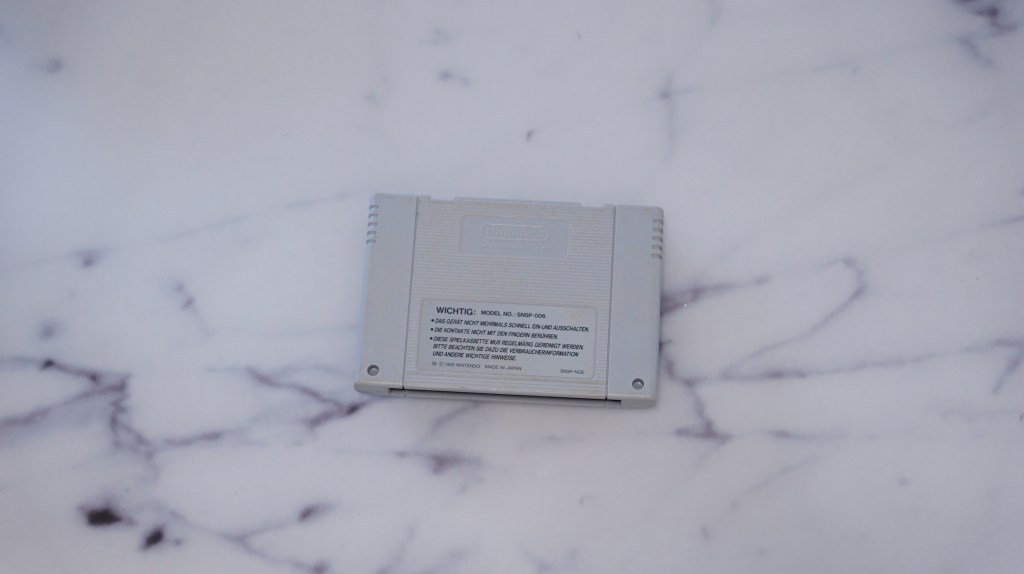 Nintendo
WICHTIG: MODEL NO.: SNSP-006
• DAS GERÄT NICHT MEHRMALS SCHNELL EIN-UND AUSSCHALTEN.
• DIE KONTAKTE NICHT MIT DEN FINGERN BERÜHREN.
• DIESE SPIELKASSETTE MUß REGELMÄßIG GEREINIGT WERDEN.
BITTE BEACHTEN SIE DAZU DIE VERBRAUCHERINFORMATION
UND ANDERE WICHTIGE HINWEISE.
MADE IN JAPAN